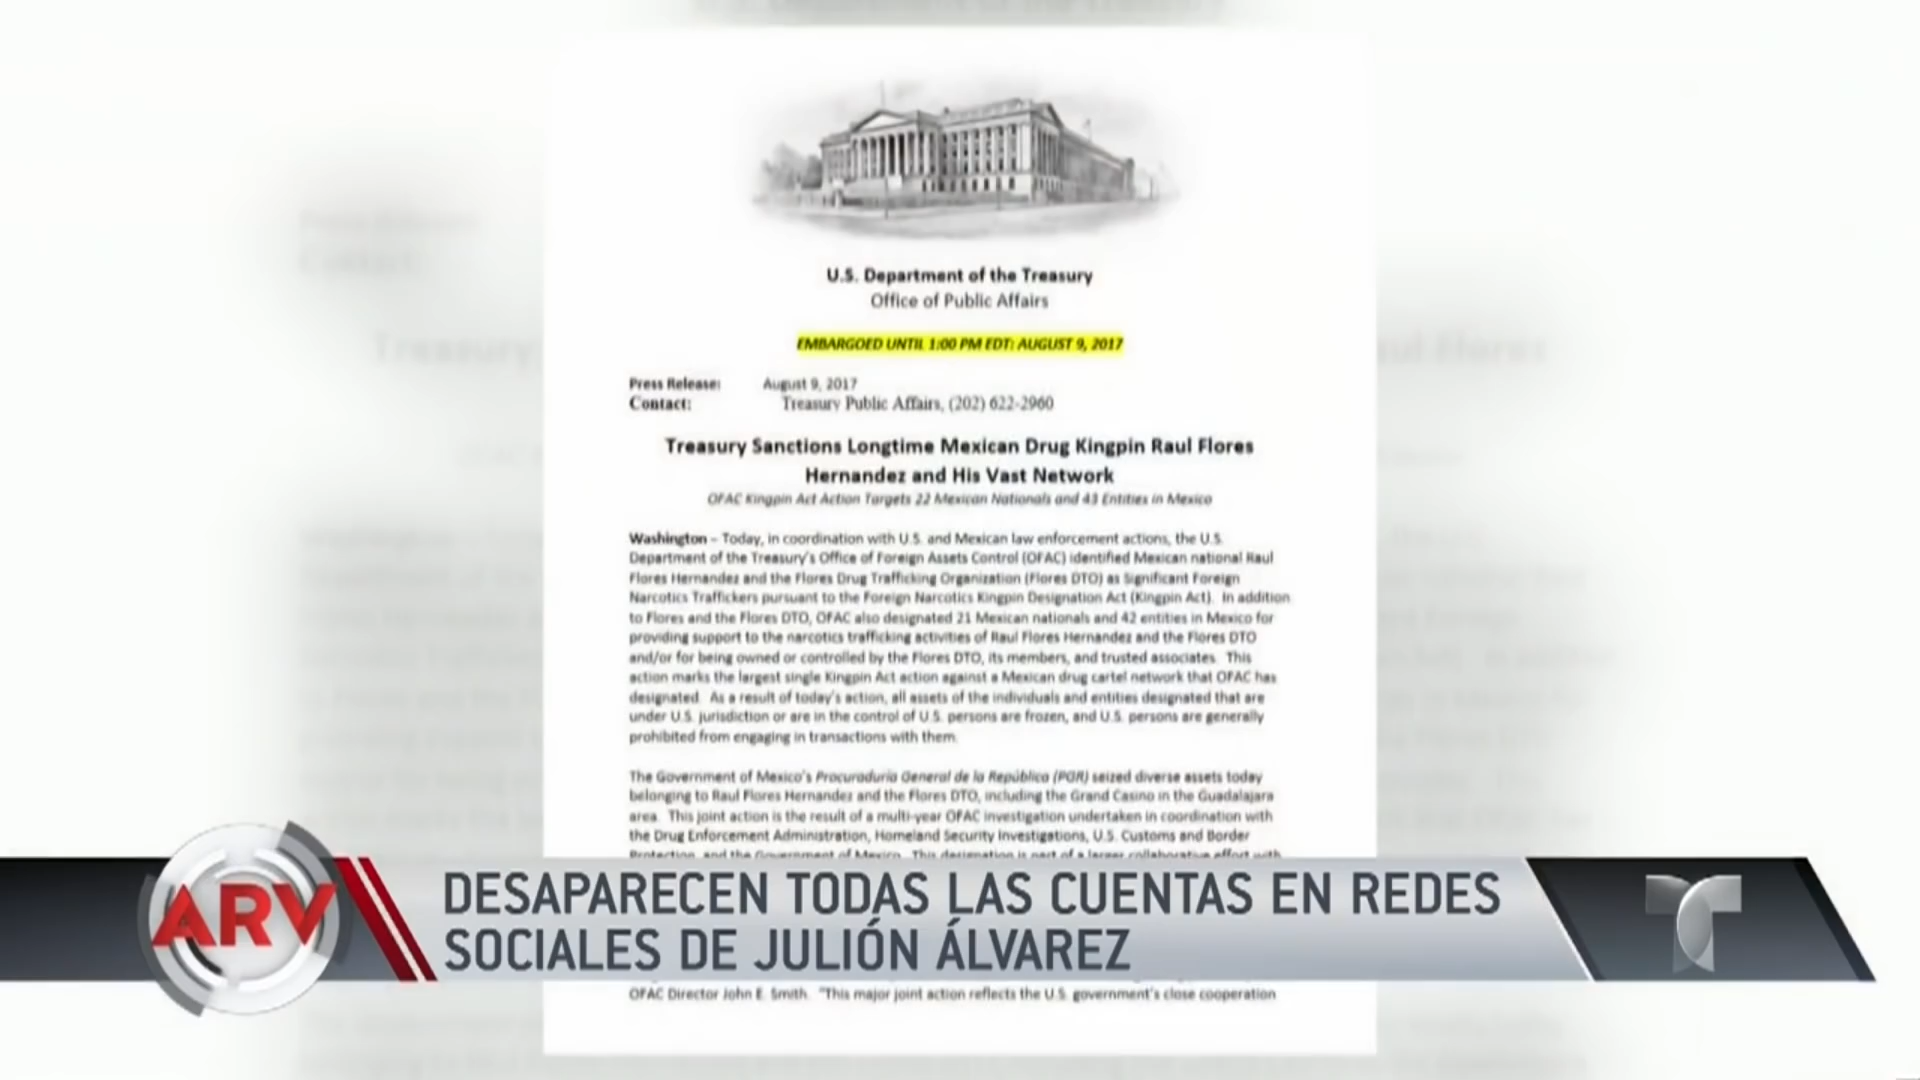 U.S. Department of the Treasury
Office of Public Affairs
EMBARGOED UNTIL 1:00 PM EDT: AUGUST 9, 2017
Press Release: August 9, 2017
Contact: Treasury Public Affairs, (202) 622-2960
Treasury Sanctions Longtime Mexican Drug Kingpin Raul Flores
Hernandez and His Vast Network
OFAC Kingpin Act Action Targets 22 Mexican Nationals and 43 Entities in Mexico
Washington – Today, in coordination with U.S. and Mexican law enforcement actions, the U.S.
Department of the Treasury's Office of Foreign Assets Control (OFAC) identified Mexican national Raul
Flores Hernandez and the Flores Drug Trafficking Organization (Flores DTO) as Significant Foreign
Narcotics Traffickers pursuant to the Foreign Narcotics Kingpin Designation Act (Kingpin Act). In addition
to Flores and the Flores DTO, OFAC also designated 21 Mexican nationals and 42 entities in Mexico for
providing support to the narcotics trafficking activities of Raul Flores Hernandez and the Flores DTO
and/or for being owned or controlled by the Flores DTO, its members, and trusted associates. This
action marks the largest single Kingpin Act action against a Mexican drug cartel network that OFAC has
designated. As a result of today's action, all assets of the individuals and entities designated that are
under U.S. jurisdiction or are in the control of U.S. persons are frozen, and U.S. persons are generally
prohibited from engaging in transactions with them.
The Government of Mexico's Procuraduria General de la República (PGR) seized diverse assets today
belonging to Raul Flores Hernandez and the Flores DTO, including the Grand Casino in the Guadalajara
area. This joint action is the result of a multi-year OFAC investigation undertaken in coordination with
the Drug Enforcement Administration, Homeland Security Investigations, U.S. Customs and Border
Protection, and the Government of Mexico. This designation is part of a larger collaborative effort with
ARV
DESAPARECEN TODAS LAS CUENTAS EN REDES
SOCIALES DE JULIÓN ÁLVAREZ
T
OFAC Director John E. Smith. "This major joint action reflects the U.S. government's close cooperation